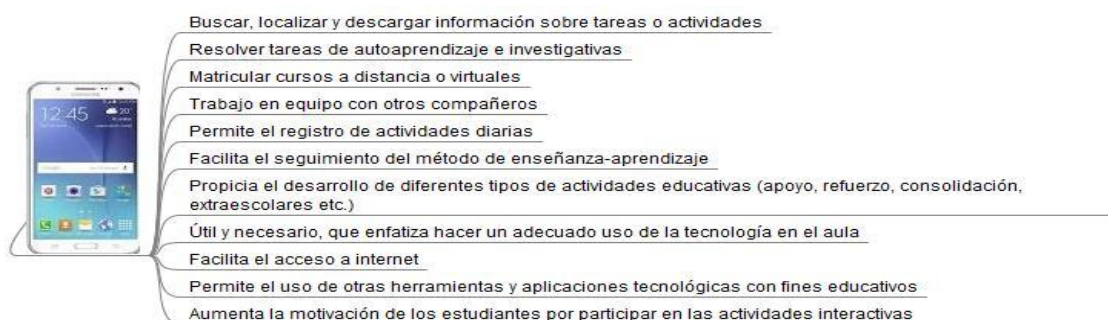 SAMSUNG
12:45
20°
Buscar, localizar y descargar información sobre tareas o actividades
Resolver tareas de autoaprendizaje e investigativas
Matricular cursos a distancia o virtuales
Trabajo en equipo con otros compañeros
Permite el registro de actividades diarias
Facilita el seguimiento del método de enseñanza-aprendizaje
Propicia el desarrollo de diferentes tipos de actividades educativas (apoyo, refuerzo, consolidación,
extraescolares etc.)
Útil y necesario, que enfatiza hacer un adecuado uso de la tecnología en el aula
Facilita el acceso a internet
Permite el uso de otras herramientas y aplicaciones tecnológicas con fines educativos
Aumenta la motivación de los estudiantes por participar en las actividades interactivas